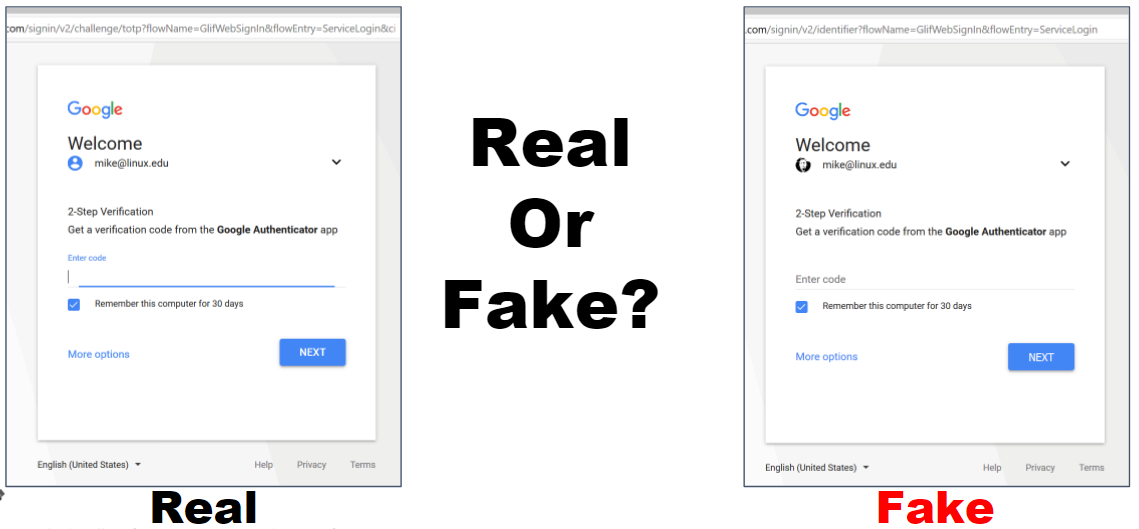 com/signin/v2/challenge/totp?flowName=GlifWebSignIn&flowEntry=ServiceLogin&ci
Google
Welcome
mike@linux.edu
2-Step Verification
Get a verification code from the Google Authenticator app
Enter code
Remember this computer for 30 days
More options
NEXT
English (United States)
Help Privacy Terms
Real
Real
Or
Fake?
.com/signin/v2/identifier?flowName=GlifWebSignIn&flowEntry=ServiceLogin
Google
Welcome
mike@linux.edu
2-Step Verification
Get a verification code from the Google Authenticator app
Enter code
Remember this computer for 30 days
More options
NEXT
English (United States)
Help Privacy Terms
Fake